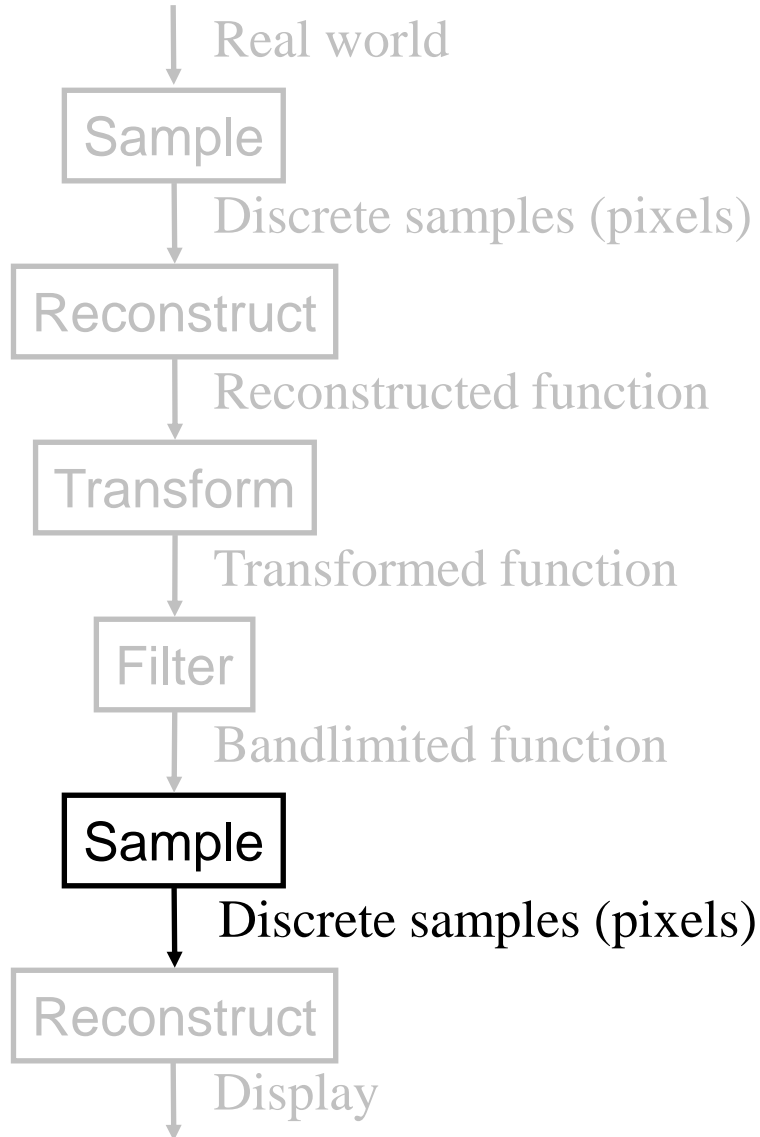 Real world
Sample
Discrete samples (pixels)
Reconstruct
Reconstructed function
Transform
Transformed function
Filter
Bandlimited function
Sample
Discrete samples (pixels)
Reconstruct
Display